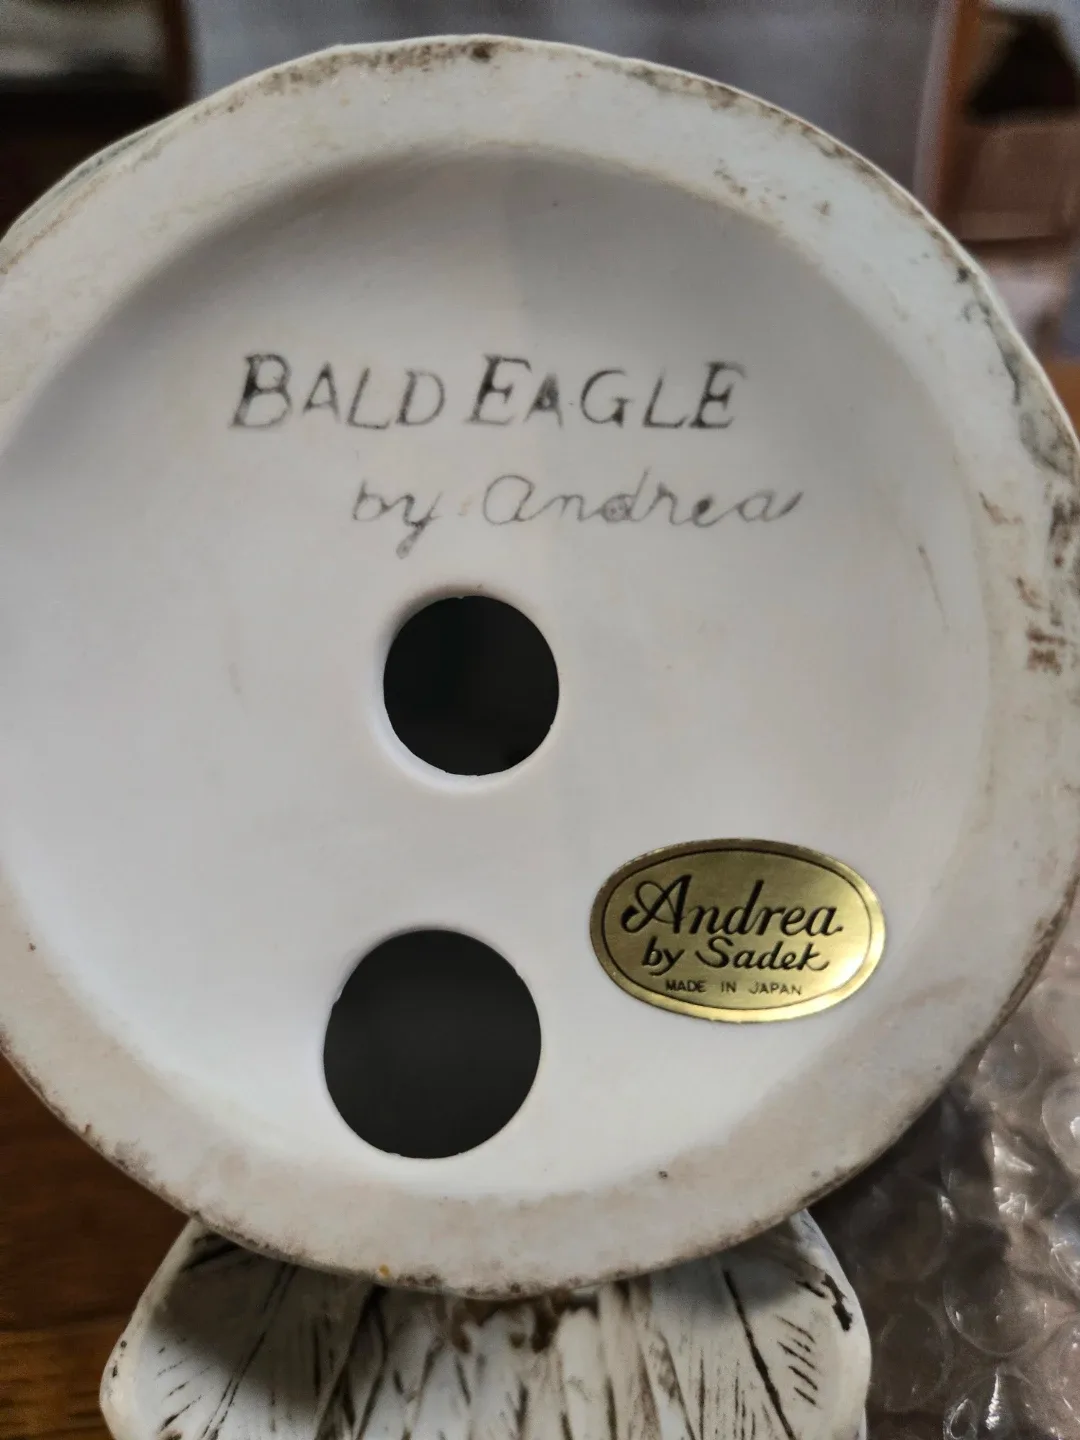 BALD EAGLE
by Andrea
Andrea
by Sadek
MADE IN JAPAN